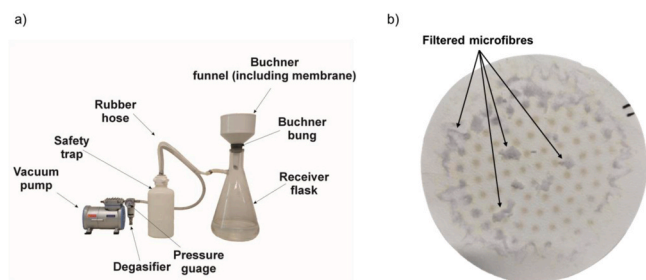 a)
Buchner
funnel (including membrane)
Rubber
hose
Buchner
bung
Safety
trap
Receiver
flask
Vacuum
pump
Pressure
guage
Degasifier
b)
Filtered microfibres